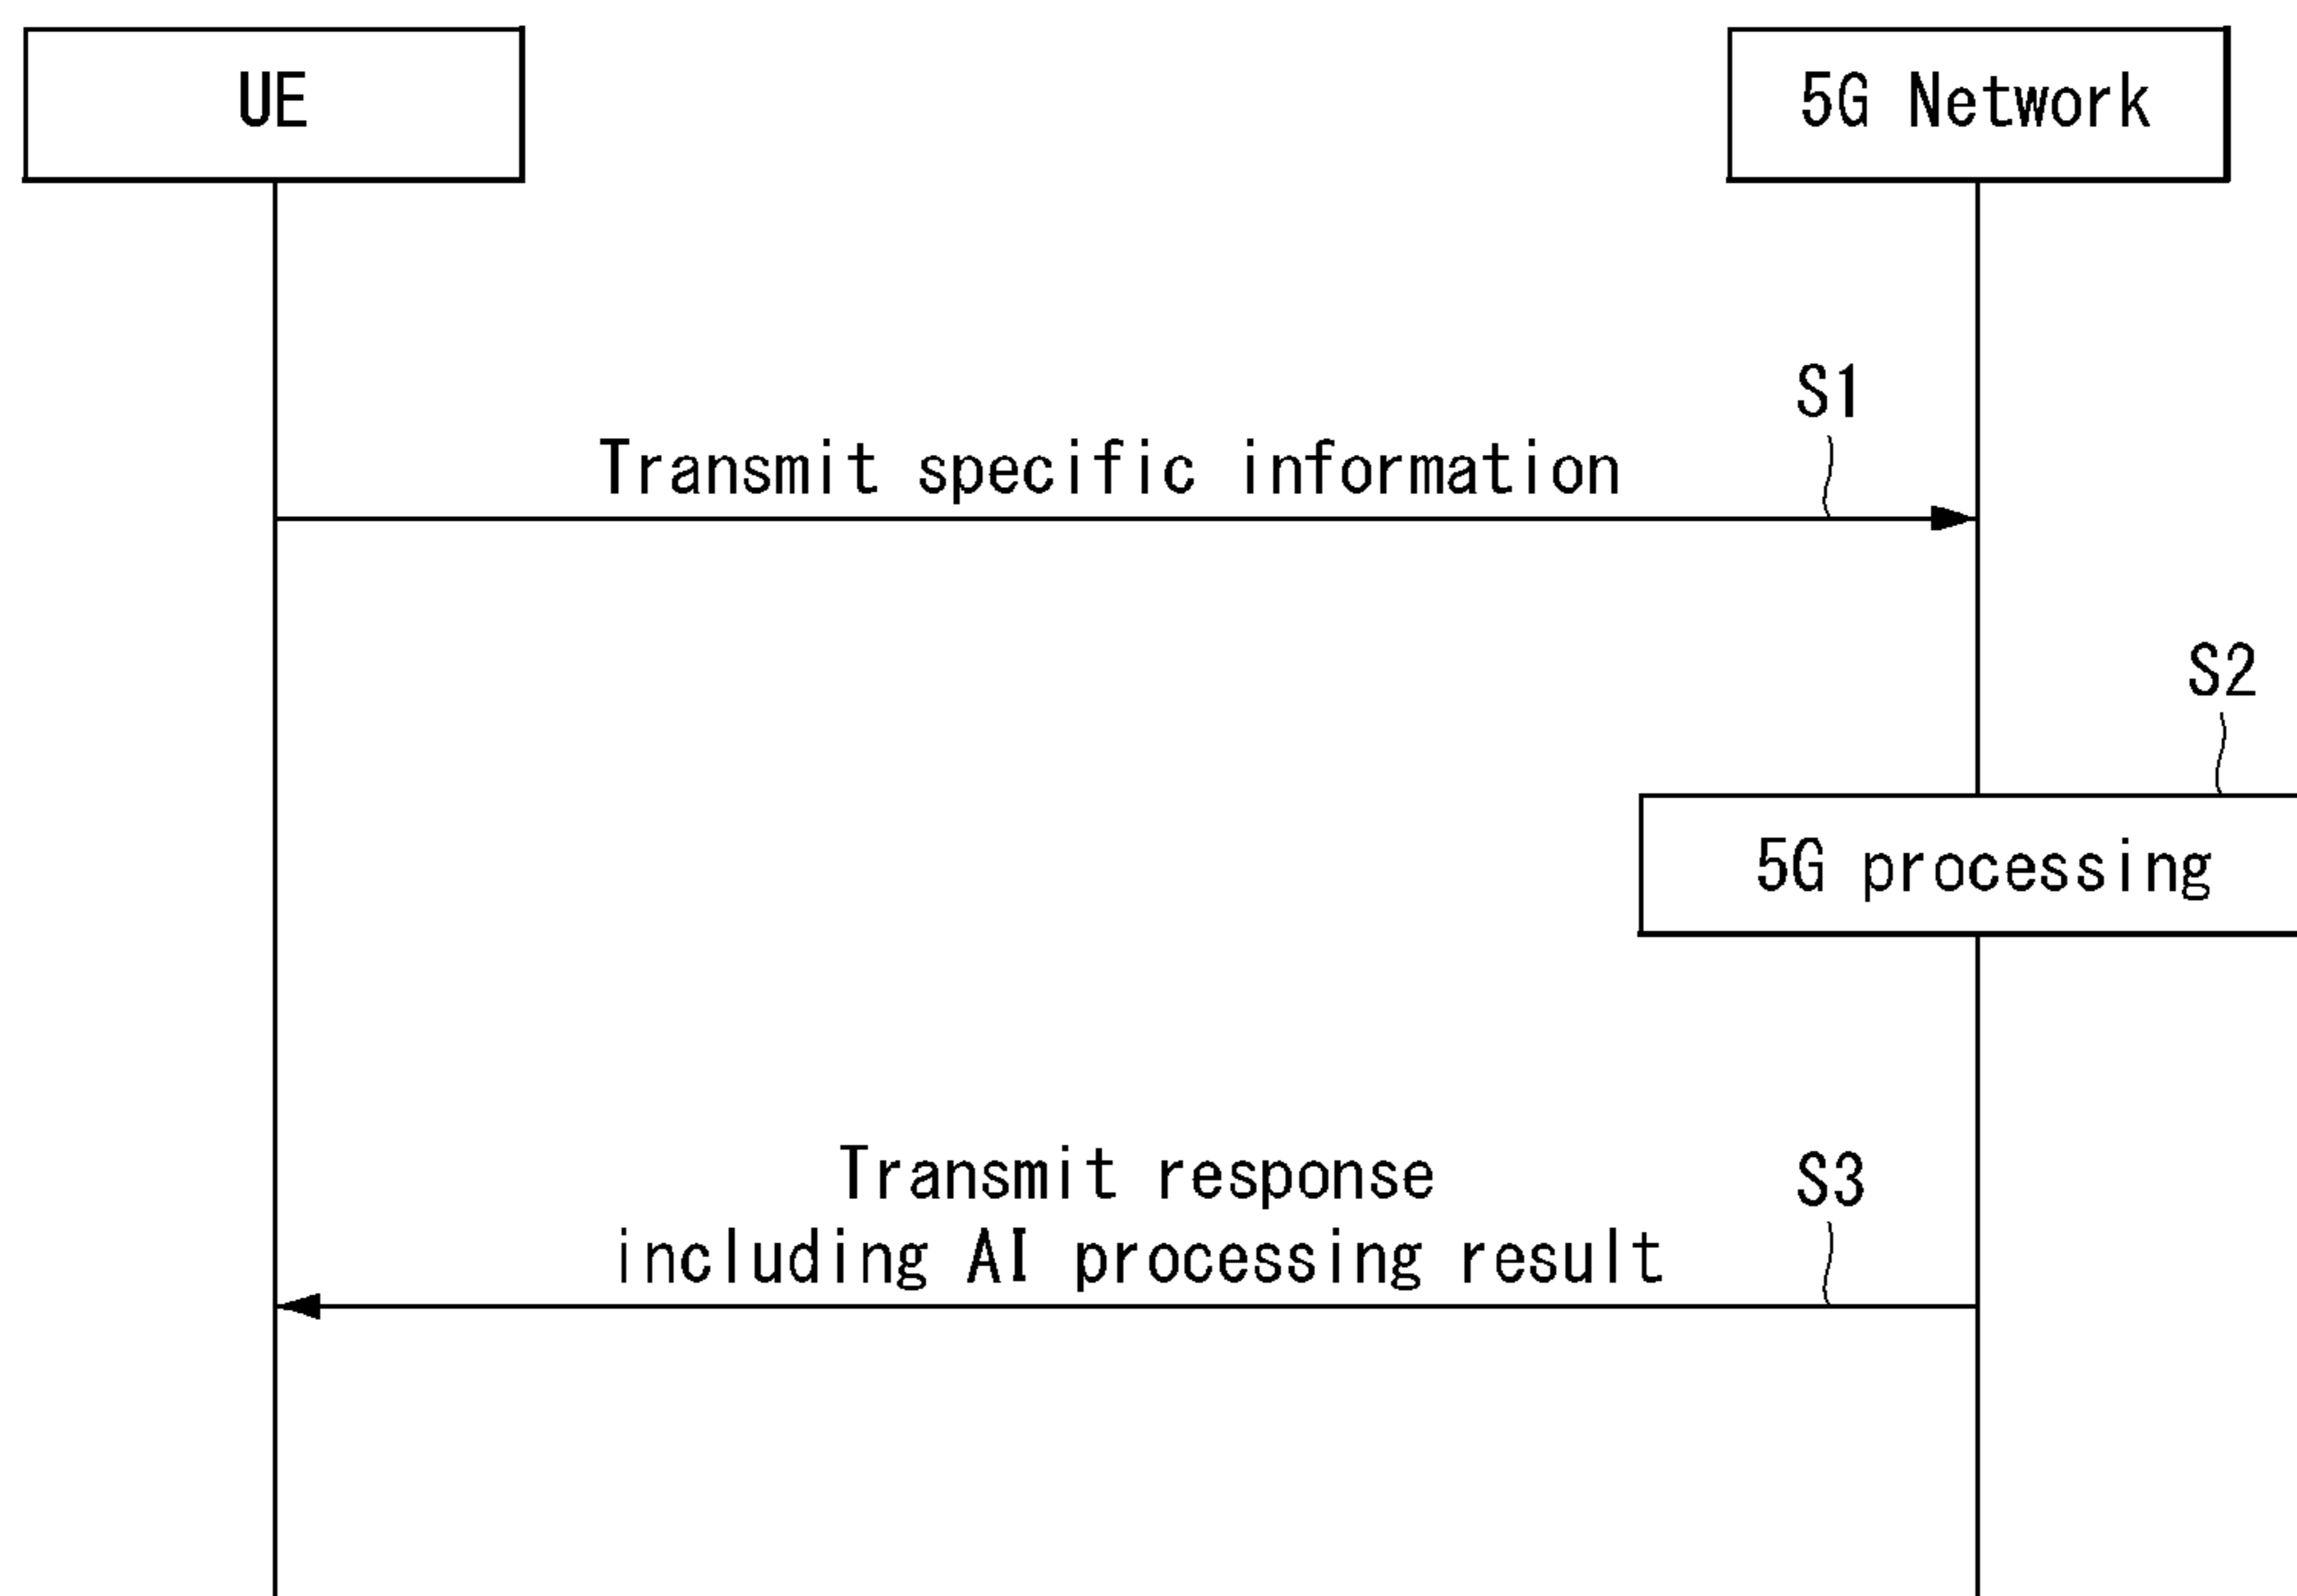 UE
5G Network
S1
Transmit specific information
S2
5G processing
Transmit response
S3
including AI processing result